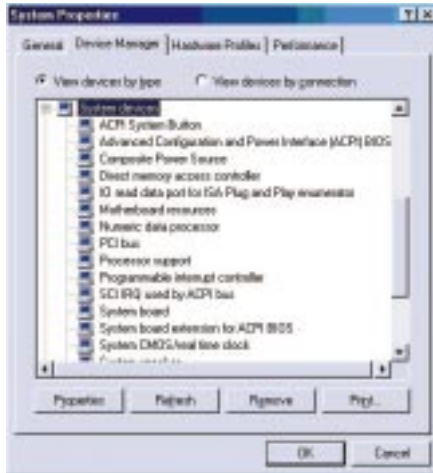 System Properties
General Device Manager Hardware Profiles Performance
View devices by type View devices by connection
System devices
ACPI System Button
Advanced Configuration and Power Interface (ACPI) BIOS
Composite Power Source
Direct memory access controller
IO read data port for ISA Plug and Play enumerator
Motherboard resources
Numeric data processor
PCI bus
Processor support
Programmable interrupt controller
SCI IRQ used by ACPI bus
System board
System board extension for ACPI BIOS
System CMOS/real time clock
System speaker
Properties Refresh Remove Print...
OK Cancel